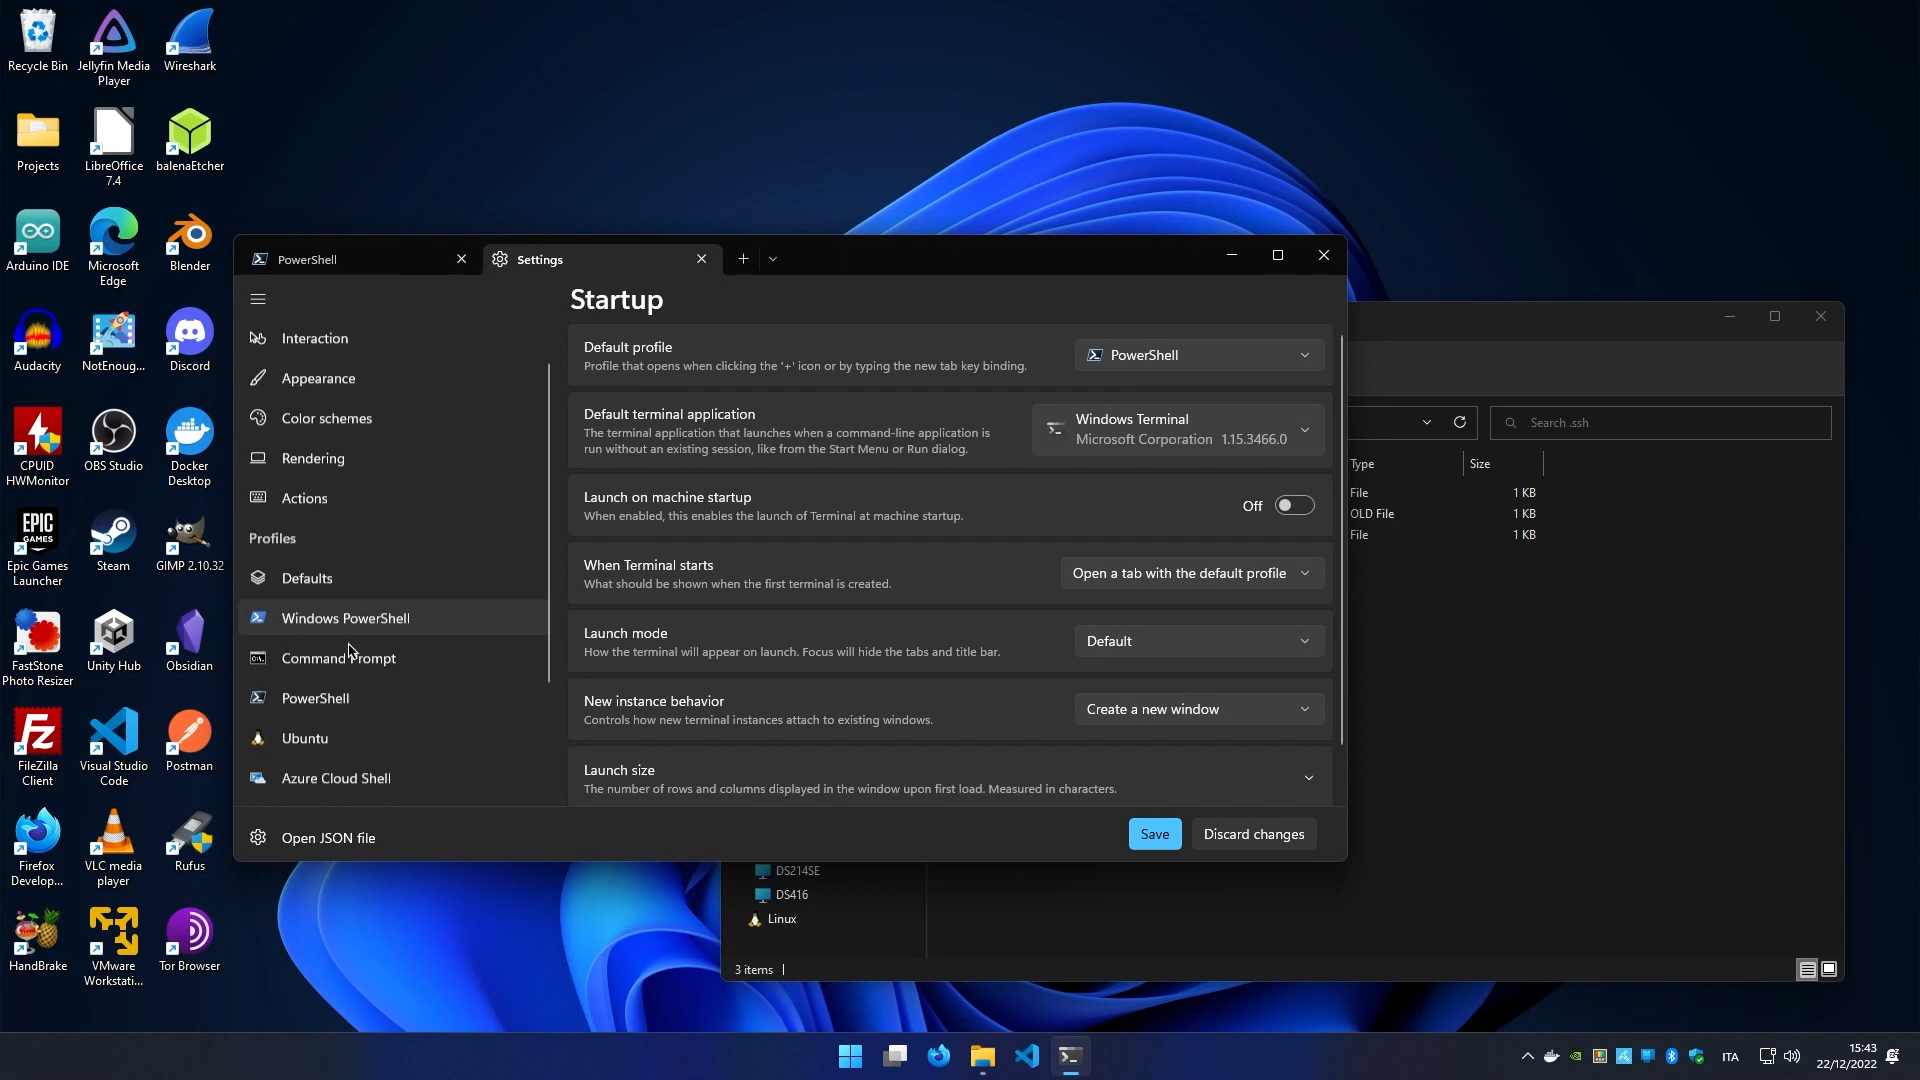 Recycle Bin
Jellyfin Media
Player
Wireshark
Projects
LibreOffice
7.4
balenaEtcher
Arduino IDE
Microsoft
Edge
Blender
Audacity
NotEnoug...
Discord
CPUID
HWMonitor
OBS Studio
Docker
Desktop
EPIC
GAMES
Epic Games
Launcher
Steam
GIMP 2.10.32
FastStone
Photo Resizer
Unity Hub
Obsidian
FileZilla
Client
Visual Studio
Code
Postman
Firefox
Develop...
VLC media
player
Rufus
HandBrake
VMware
Workstati...
Tor Browser
PowerShell
Settings
Interaction
Appearance
Color schemes
Rendering
Actions
Profiles
Defaults
Windows PowerShell
Command Prompt
PowerShell
Ubuntu
Azure Cloud Shell
Open JSON file
Startup
Default profile
Profile that opens when clicking the '+' icon or by typing the new tab key binding.
PowerShell
Default terminal application
The terminal application that launches when a command-line application is
run without an existing session, like from the Start Menu or Run dialog.
Windows Terminal
Microsoft Corporation 1.15.3466.0
Launch on machine startup
When enabled, this enables the launch of Terminal at machine startup.
Off
When Terminal starts
What should be shown when the first terminal is created.
Open a tab with the default profile
Launch mode
How the terminal will appear on launch. Focus will hide the tabs and title bar.
Default
New instance behavior
Controls how new terminal instances attach to existing windows.
Create a new window
Launch size
The number of rows and columns displayed in the window upon first load. Measured in characters.
Save
Discard changes
Search .ssh
Type
Size
File
1 KB
OLD File
1 KB
File
1 KB
DS214SE
DS416
Linux
3 items
ITA
15:43
22/12/2022